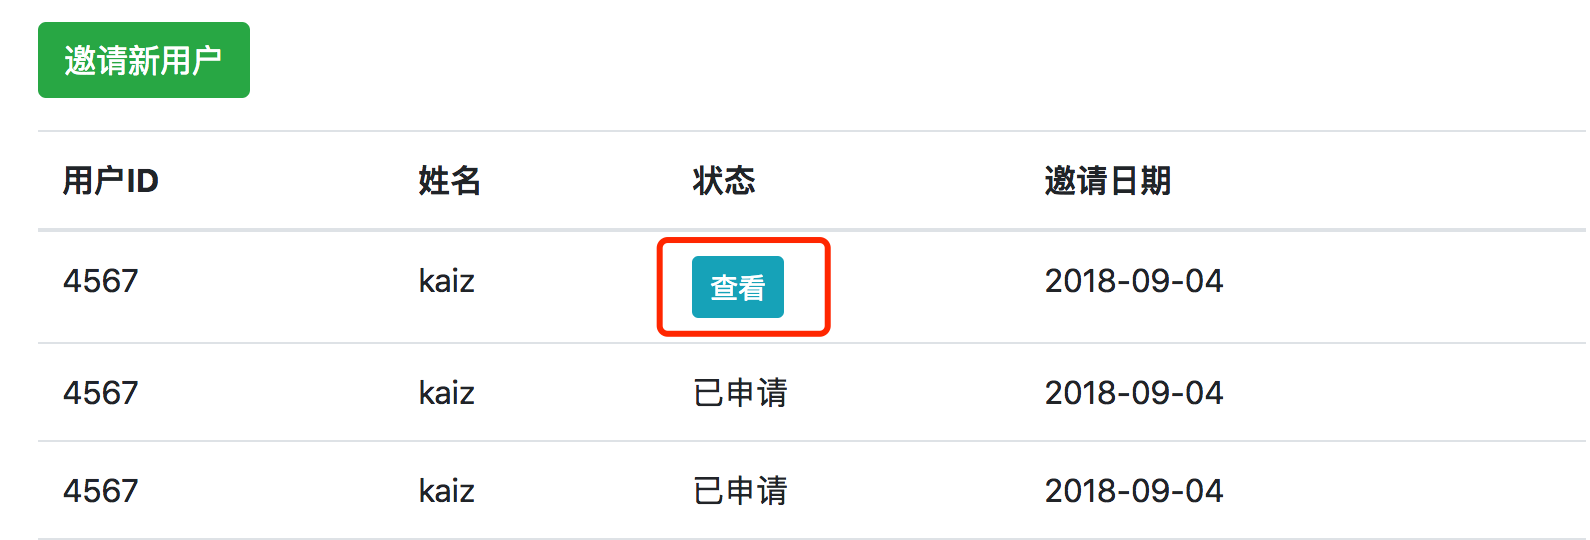 邀请新用户
用户ID 姓名 状态 邀请日期
4567 kaiz 查看 2018-09-04
4567 kaiz 已申请 2018-09-04
4567 kaiz 已申请 2018-09-04